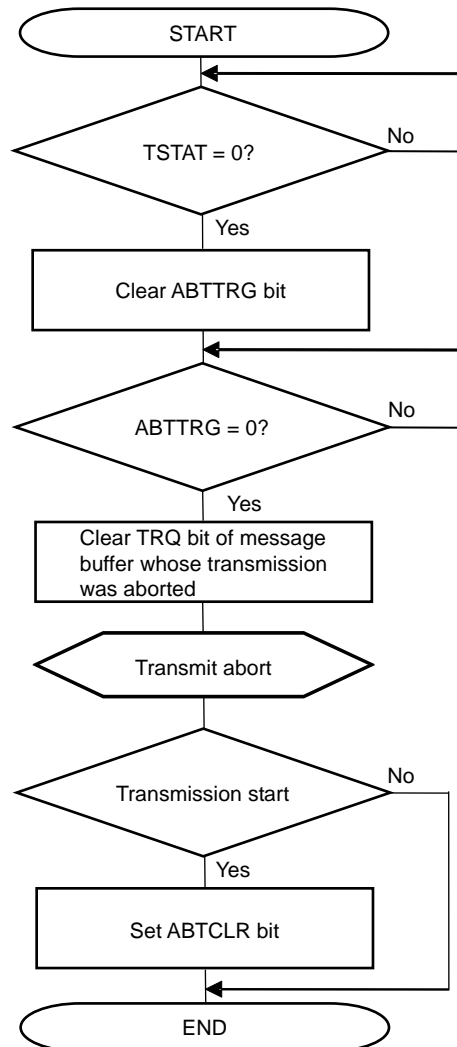 START
TSTAT = 0?
No
Yes
Clear ABTTRG bit
ABTTRG = 0?
No
Yes
Clear TRQ bit of message
buffer whose transmission
was aborted
Transmit abort
Transmission start
No
Yes
Set ABTCLR bit
END